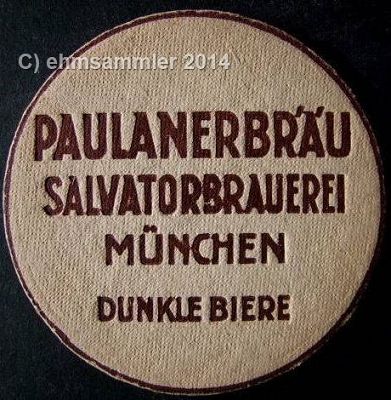 C) ehmsammler 2014
PAULANERBRÄU
SALVATORBRAUEREI
MÜNCHEN
DUNKLE BIERE